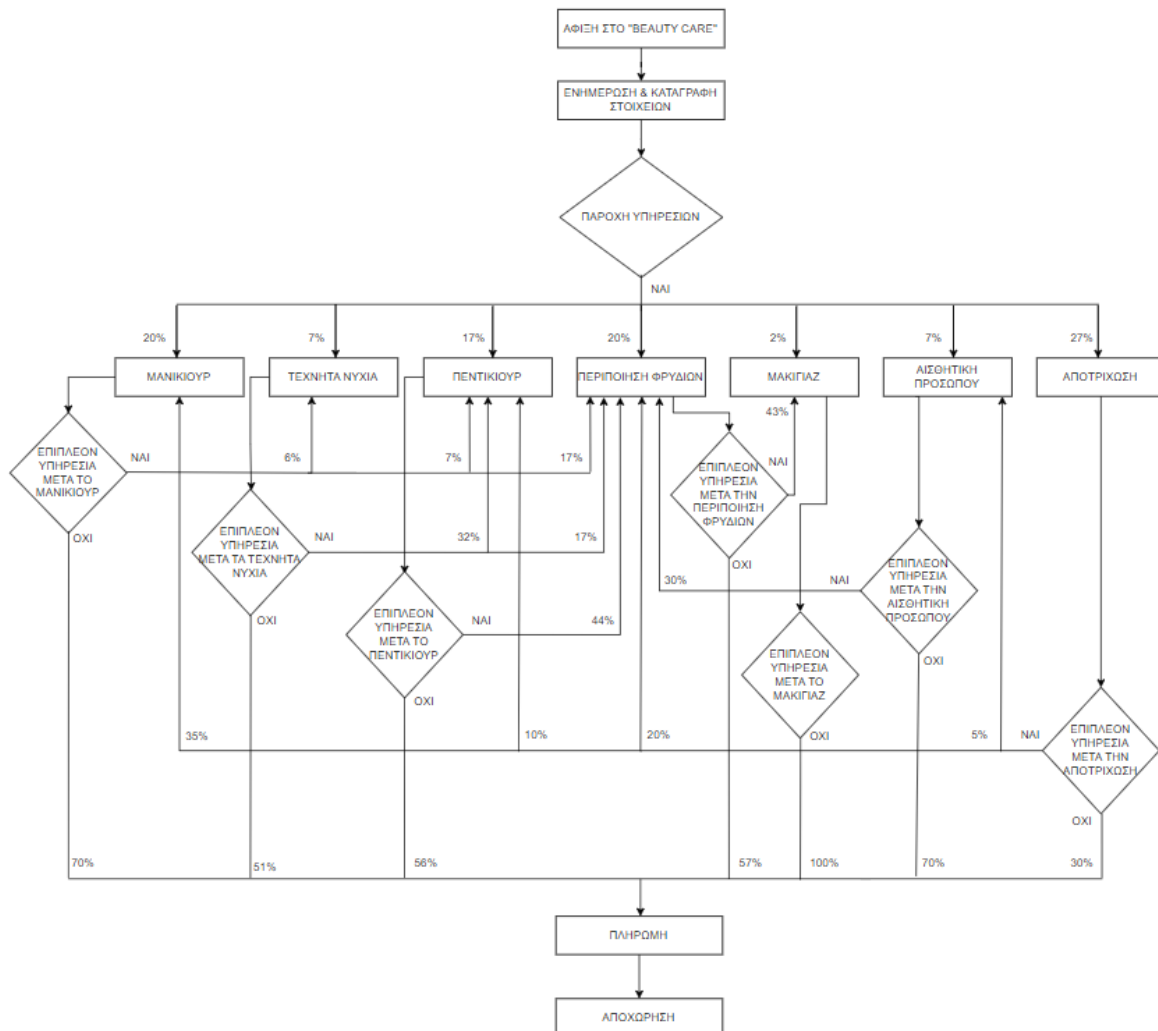 ΑΦΙΞΗ ΣΤΟ "BEAUTY CARE"
ΕΝΗΜΕΡΩΣΗ & ΚΑΤΑΓΡΑΦΗ
ΣΤΟΙΧΕΙΩΝ
ΠΑΡΟΧΗ ΥΠΗΡΕΣΙΩΝ
ΝΑΙ
20%
7%
17%
20%
2%
7%
27%
ΜΑΝΙΚΙΟΥΡ
ΤΕΧΝΗΤΑ ΝΥΧΙΑ
ΠΕΝΤΙΚΙΟΥΡ
ΠΕΡΙΠΟΙΗΣΗ ΦΡΥΔΙΩΝ
ΜΑΚΙΓΙΑΖ
ΑΙΣΘΗΤΙΚΗ
ΠΡΟΣΩΠΟΥ
ΑΠΟΤΡΙΧΩΣΗ
43%
ΕΠΙΠΛΕΟΝ
ΥΠΗΡΕΣΙΑ
ΜΕΤΑ ΤΟ
ΜΑΝΙΚΙΟΥΡ
ΝΑΙ
6%
7%
17%
ΕΠΙΠΛΕΟΝ
ΥΠΗΡΕΣΙΑ
ΜΕΤΑ ΤΗΝ
ΠΕΡΙΠΟΙΗΣΗ
ΦΡΥΔΙΩΝ
ΝΑΙ
ΟΧΙ
ΕΠΙΠΛΕΟΝ
ΥΠΗΡΕΣΙΑ
ΜΕΤΑ ΤΑ ΤΕΧΝΗΤΑ
ΝΥΧΙΑ
ΝΑΙ
32%
17%
ΟΧΙ
30%
ΝΑΙ
ΕΠΙΠΛΕΟΝ
ΥΠΗΡΕΣΙΑ
ΜΕΤΑ ΤΗΝ
ΑΙΣΘΗΤΙΚΗ
ΠΡΟΣΩΠΟΥ
ΟΧΙ
ΕΠΙΠΛΕΟΝ
ΥΠΗΡΕΣΙΑ
ΜΕΤΑ ΤΟ
ΠΕΝΤΙΚΙΟΥΡ
ΝΑΙ
44%
ΕΠΙΠΛΕΟΝ
ΥΠΗΡΕΣΙΑ
ΜΕΤΑ ΤΟ
ΜΑΚΙΓΙΑΖ
ΟΧΙ
ΟΧΙ
35%
10%
20%
ΟΧΙ
5%
ΝΑΙ
ΕΠΙΠΛΕΟΝ
ΥΠΗΡΕΣΙΑ
ΜΕΤΑ ΤΗΝ
ΑΠΟΤΡΙΧΩΣΗ
ΟΧΙ
70%
51%
56%
57%
100%
70%
30%
ΠΛΗΡΩΜΗ
ΑΠΟΧΩΡΗΣΗ